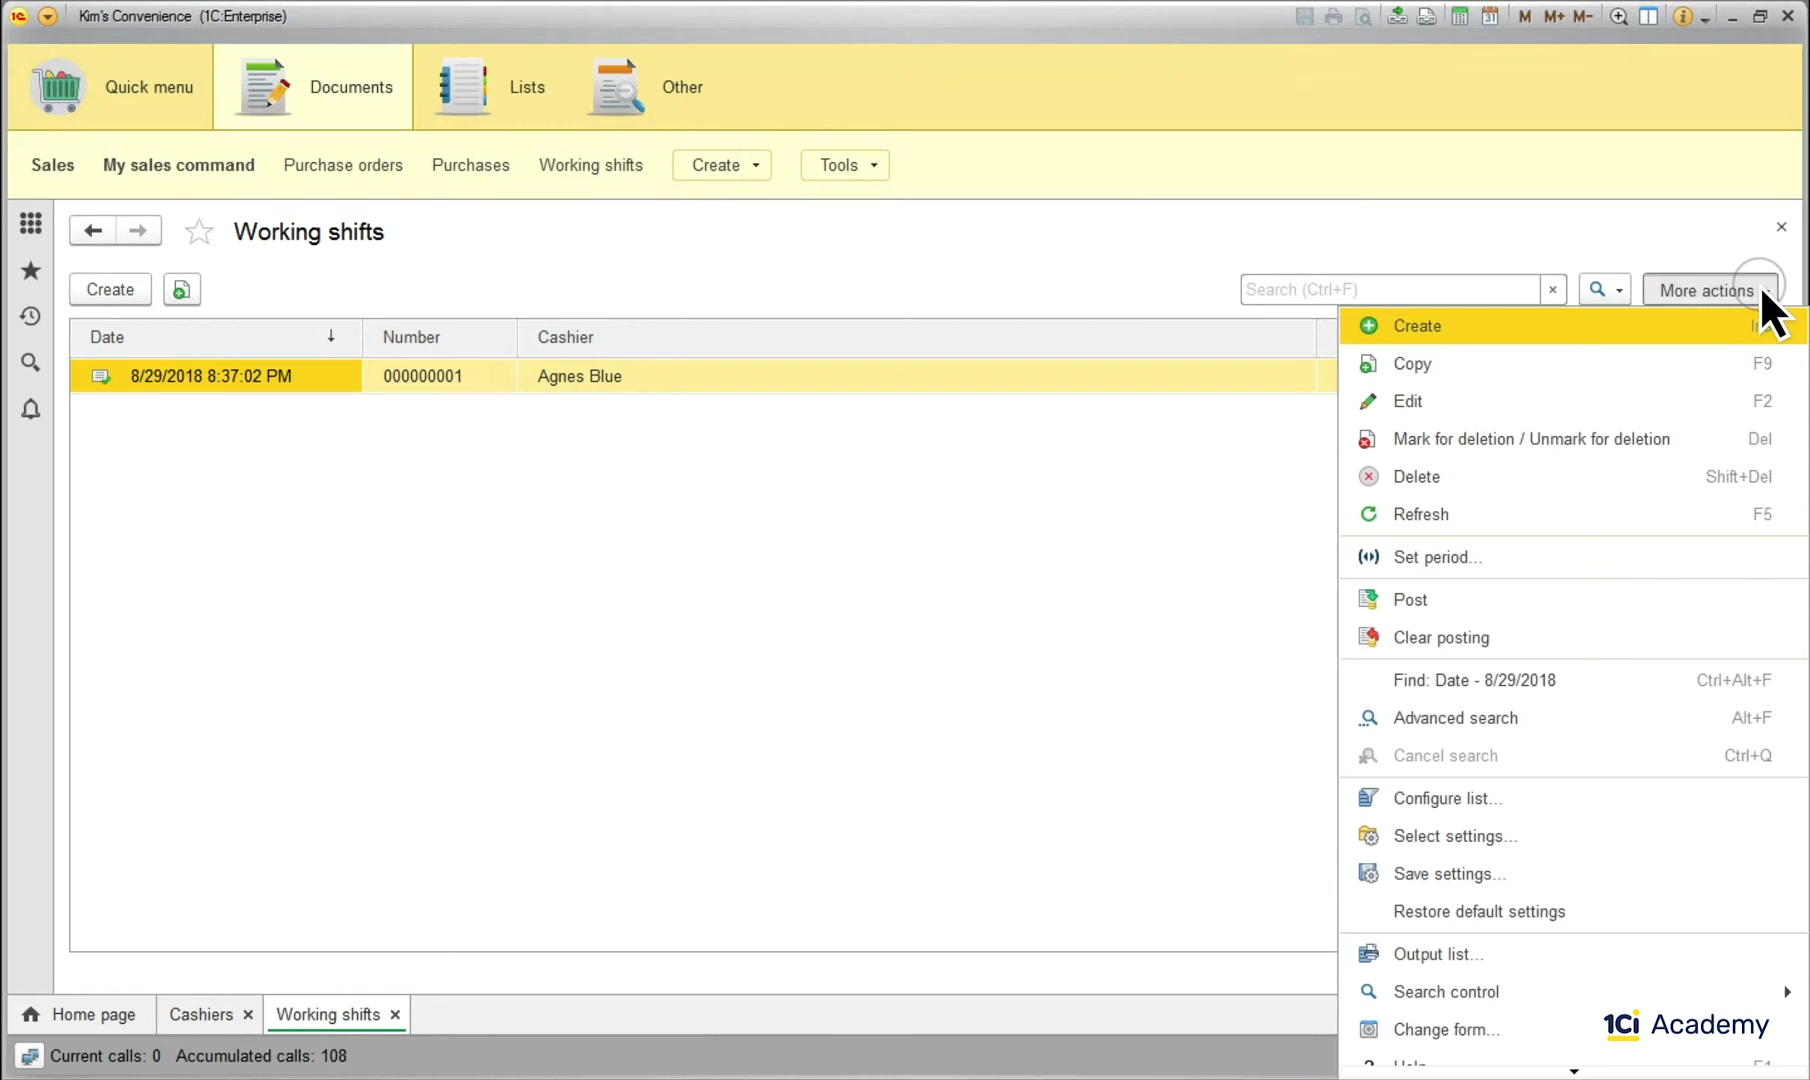 Kim's Convenience (1C:Enterprise)
M M+ M-
Quick menu
Documents
Lists
Other
Sales My sales command Purchase orders Purchases Working shifts Create Tools
Working shifts
Create
Search (Ctrl+F)
More actions
Date Number Cashier
8/29/2018 8:37:02 PM 000000001 Agnes Blue
Create
Copy F9
Edit F2
Mark for deletion / Unmark for deletion Del
Delete Shift+Del
Refresh F5
Set period...
Post
Clear posting
Find: Date - 8/29/2018 Ctrl+Alt+F
Advanced search Alt+F
Cancel search Ctrl+Q
Configure list...
Select settings...
Save settings...
Restore default settings
Output list...
Search control
Change form...
1Ci Academy
Home page Cashiers Working shifts
Current calls: 0 Accumulated calls: 108